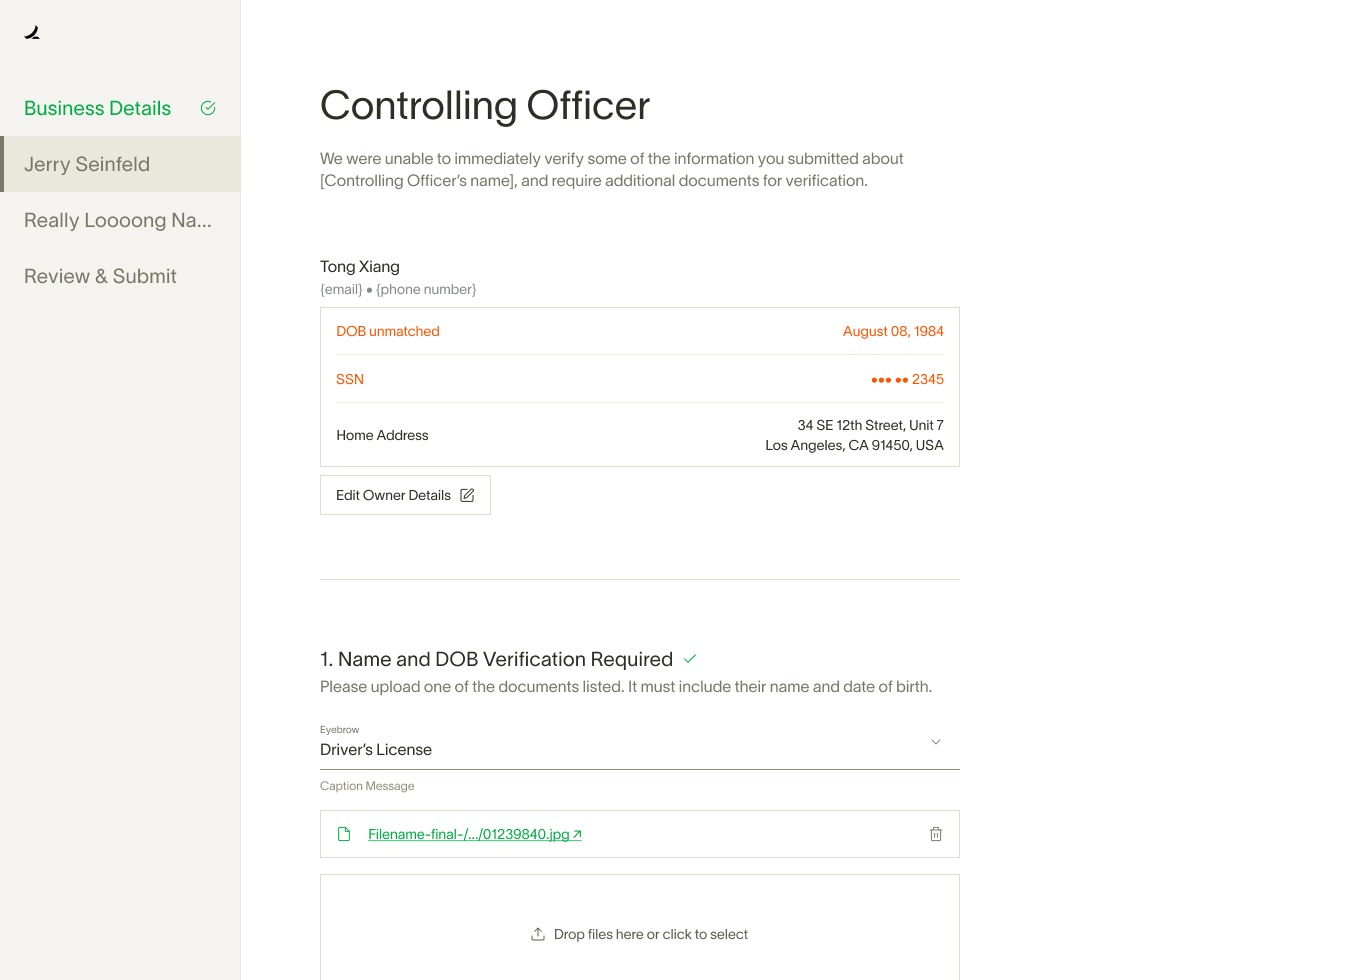 Business Details
Jerry Seinfeld
Really Loooong Na...
Review & Submit
Controlling Officer
We were unable to immediately verify some of the information you submitted about
[Controlling Officer’s name], and require additional documents for verification.
Tong Xiang
{email} • {phone number}
DOB unmatched
August 08, 1984
SSN
••• •• 2345
Home Address
34 SE 12th Street, Unit 7
Los Angeles, CA 91450, USA
Edit Owner Details
1. Name and DOB Verification Required
Please upload one of the documents listed. It must include their name and date of birth.
Eyebrow
Driver’s License
Caption Message
Filename-final-/.../01239840.jpg
Drop files here or click to select